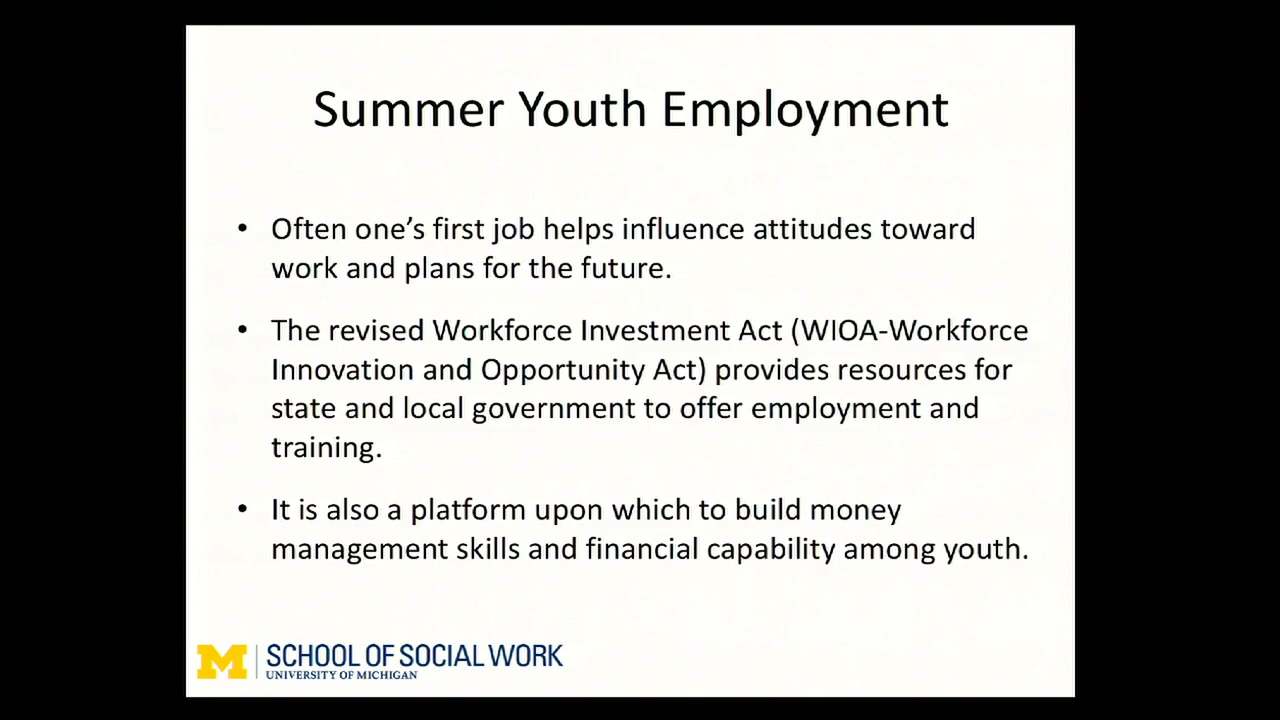 Summer Youth Employment
• Often one’s first job helps influence attitudes toward
work and plans for the future.
• The revised Workforce Investment Act (WIOA-Workforce
Innovation and Opportunity Act) provides resources for
state and local government to offer employment and
training.
• It is also a platform upon which to build money
management skills and financial capability among youth.
M SCHOOL OF SOCIAL WORK
UNIVERSITY OF MICHIGAN